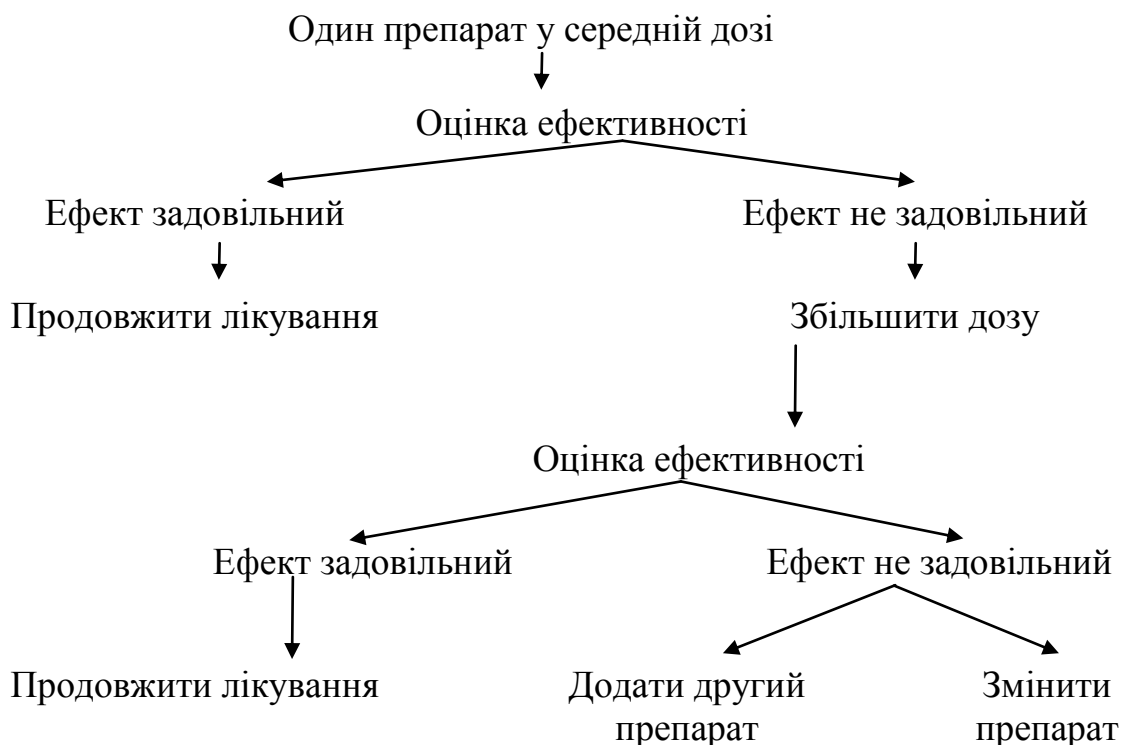 Один препарат у середній дозі
Оцінка ефективності
Ефект задовільний
Ефект не задовільний
Продовжити лікування
Збільшити дозу
Оцінка ефективності
Ефект задовільний
Ефект не задовільний
Продовжити лікування
Додати другий
препарат
Змінити
препарат